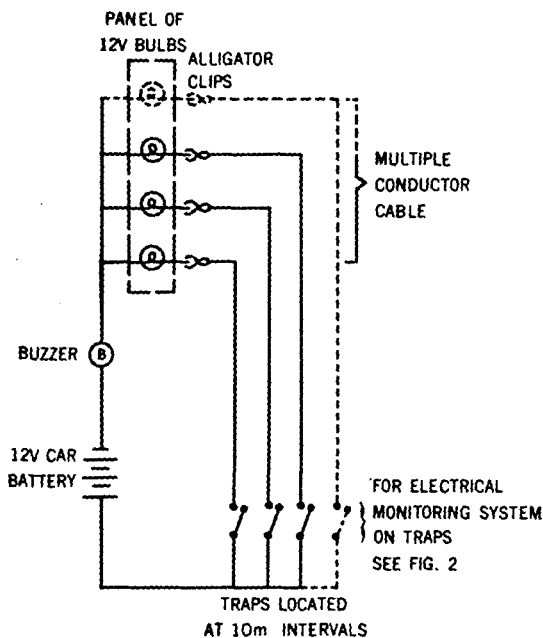 PANEL OF
12V BULBS
ALLIGATOR
CLIPS
MULTIPLE
CONDUCTOR
CABLE
BUZZER
B
12V CAR
BATTERY
FOR ELECTRICAL
MONITORING SYSTEM
ON TRAPS
SEE FIG. 2
TRAPS LOCATED
AT 10m INTERVALS